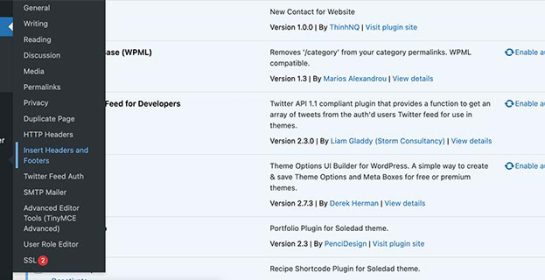 General
Writing
Reading
Discussion
Media
Permalinks
Privacy
Duplicate Page
HTTP Headers
Insert Headers and
Footers
Twitter Feed Auth
SMTP Mailer
Advanced Editor
Tools (TinyMCE
Advanced)
User Role Editor
SSL 2
New Contact for Website
Version 1.0.0 | By ThinhNQ | Visit plugin site
(WPML)
Removes '/category' from your category permalinks. WPML
compatible.
Version 1.3 | By Marios Alexandrou | View details
Enable
Feed for Developers
Twitter API 1.1 compliant plugin that provides a function to get an
array of tweets from the auth'd users Twitter feed for use in
themes.
Version 2.3.0 | By Liam Gladdy (Storm Consultancy) | View details
Enable
Theme Options UI Builder for WordPress. A simple way to create
& save Theme Options and Meta Boxes for free or premium
themes.
Version 2.7.3 | By Derek Herman | View details
Enable
Portfolio Plugin for Soledad theme.
Version 2.3 | By PenciDesign | Visit plugin site
Recipe Shortcode Plugin for Soledad theme.